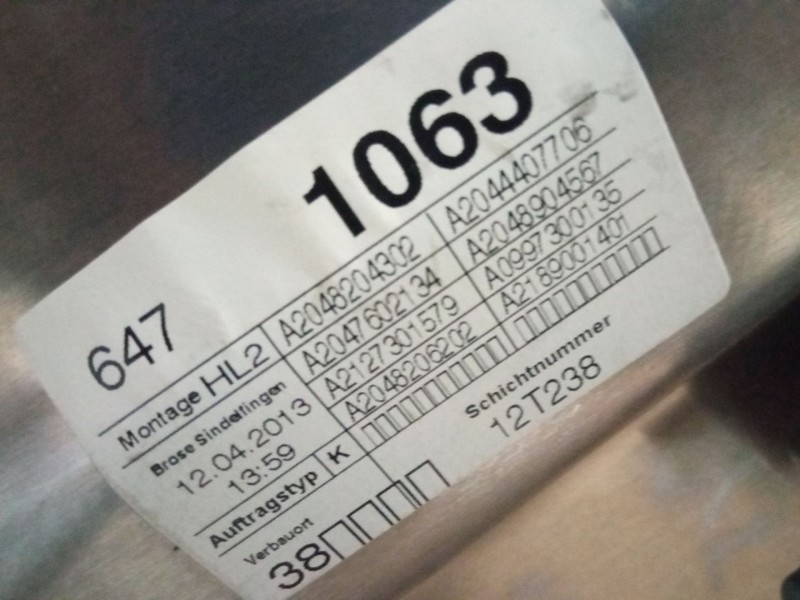 1063
647
Montage HL2
A2048204302 A2044407706
A2047602134 A2048904567
A2127301579 A0997300135
A2048206202 A2189001401
Brose Sindelfingen
12.04.2013
13:59
Auftragstyp K
Schichtnummer
12T238
Verbauort
38